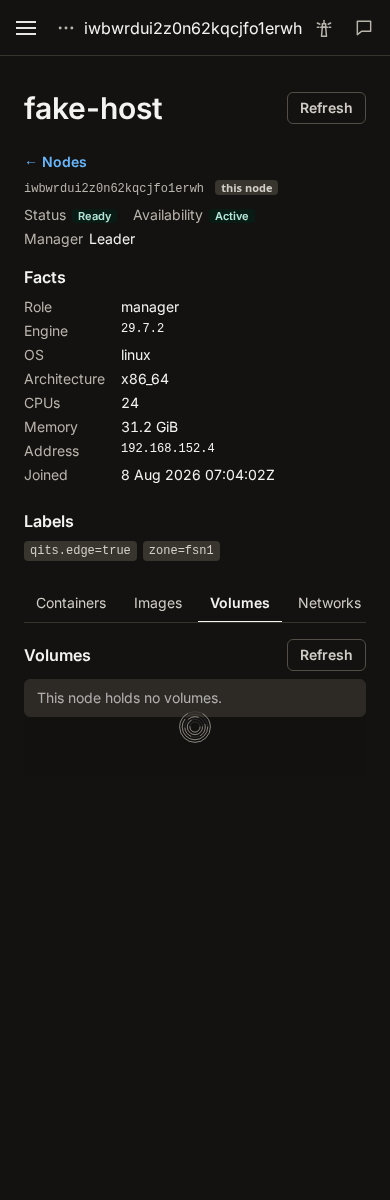 iwbwrdui2z0n62kqcjfo1erwh
fake-host
Refresh
← Nodes
iwbwrdui2z0n62kqcjfo1erwh this node
Status Ready Availability Active
Manager Leader
Facts
Role manager
Engine 29.7.2
OS linux
Architecture x86_64
CPUs 24
Memory 31.2 GiB
Address 192.168.152.4
Joined 8 Aug 2026 07:04:02Z
Labels
qits.edge=true zone=fsn1
Containers Images Volumes Networks
Volumes Refresh
This node holds no volumes.